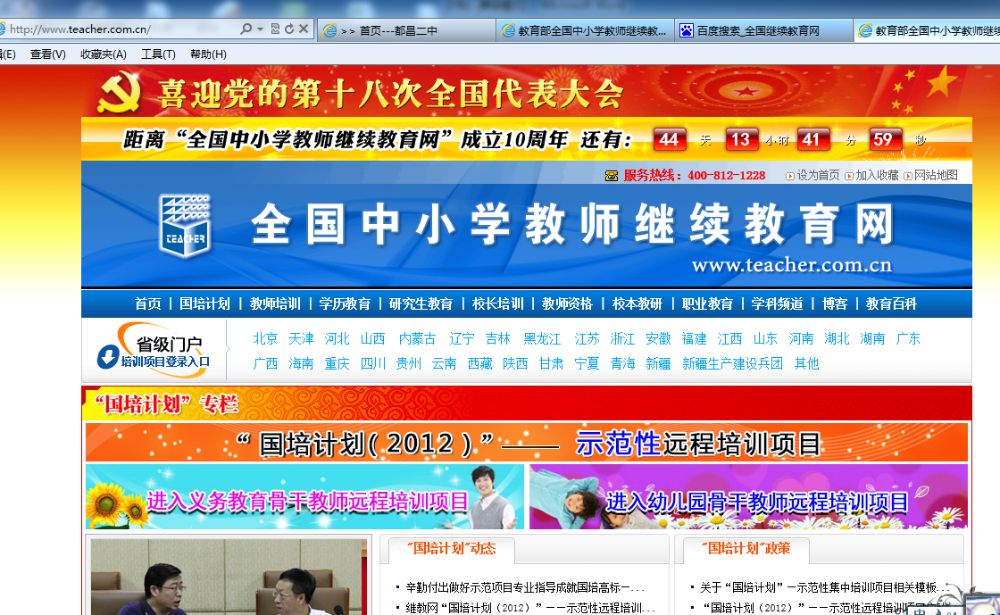 http://www.teacher.com.cn/
>> 首页---都昌二中
教育部全国中小学教师继续教...
百度搜索_全国继续教育网
教育部全国中小学教师继续
(E) 查看(V) 收藏夹(A) 工具(T) 帮助(H)
喜迎党的第十八次全国代表大会
距离“全国中小学教师继续教育网”成立10周年 还有: 44 天 13 小时 41 分 59 秒
服务热线：400-812-1228 设为首页 加入收藏 网站地图
TEACHER
全国中小学教师继续教育网
www.teacher.com.cn
首页 | 国培计划 | 教师培训 | 学历教育 | 研究生教育 | 校长培训 | 教师资格 | 校本教研 | 职业教育 | 学科频道 | 博客 | 教育百科
省级门户
培训项目登录入口
北京 天津 河北 山西 内蒙古 辽宁 吉林 黑龙江 江苏 浙江 安徽 福建 江西 山东 河南 湖北 湖南 广东
广西 海南 重庆 四川 贵州 云南 西藏 陕西 甘肃 宁夏 青海 新疆 新疆生产建设兵团 其他
“国培计划”专栏
“国培计划(2012)”—— 示范性远程培训项目
进入义务教育骨干教师远程培训项目
进入幼儿园骨干教师远程培训项目
"国培计划"动态
辛勤付出做好示范项目专业指导成就国培高标—...
继教网“国培计划（2012）”——示范性远程培训...
"国培计划"政策
关于“国培计划”—示范性集中培训项目相关模板...
“国培计划（2012）”——示范性远程培训项目
中